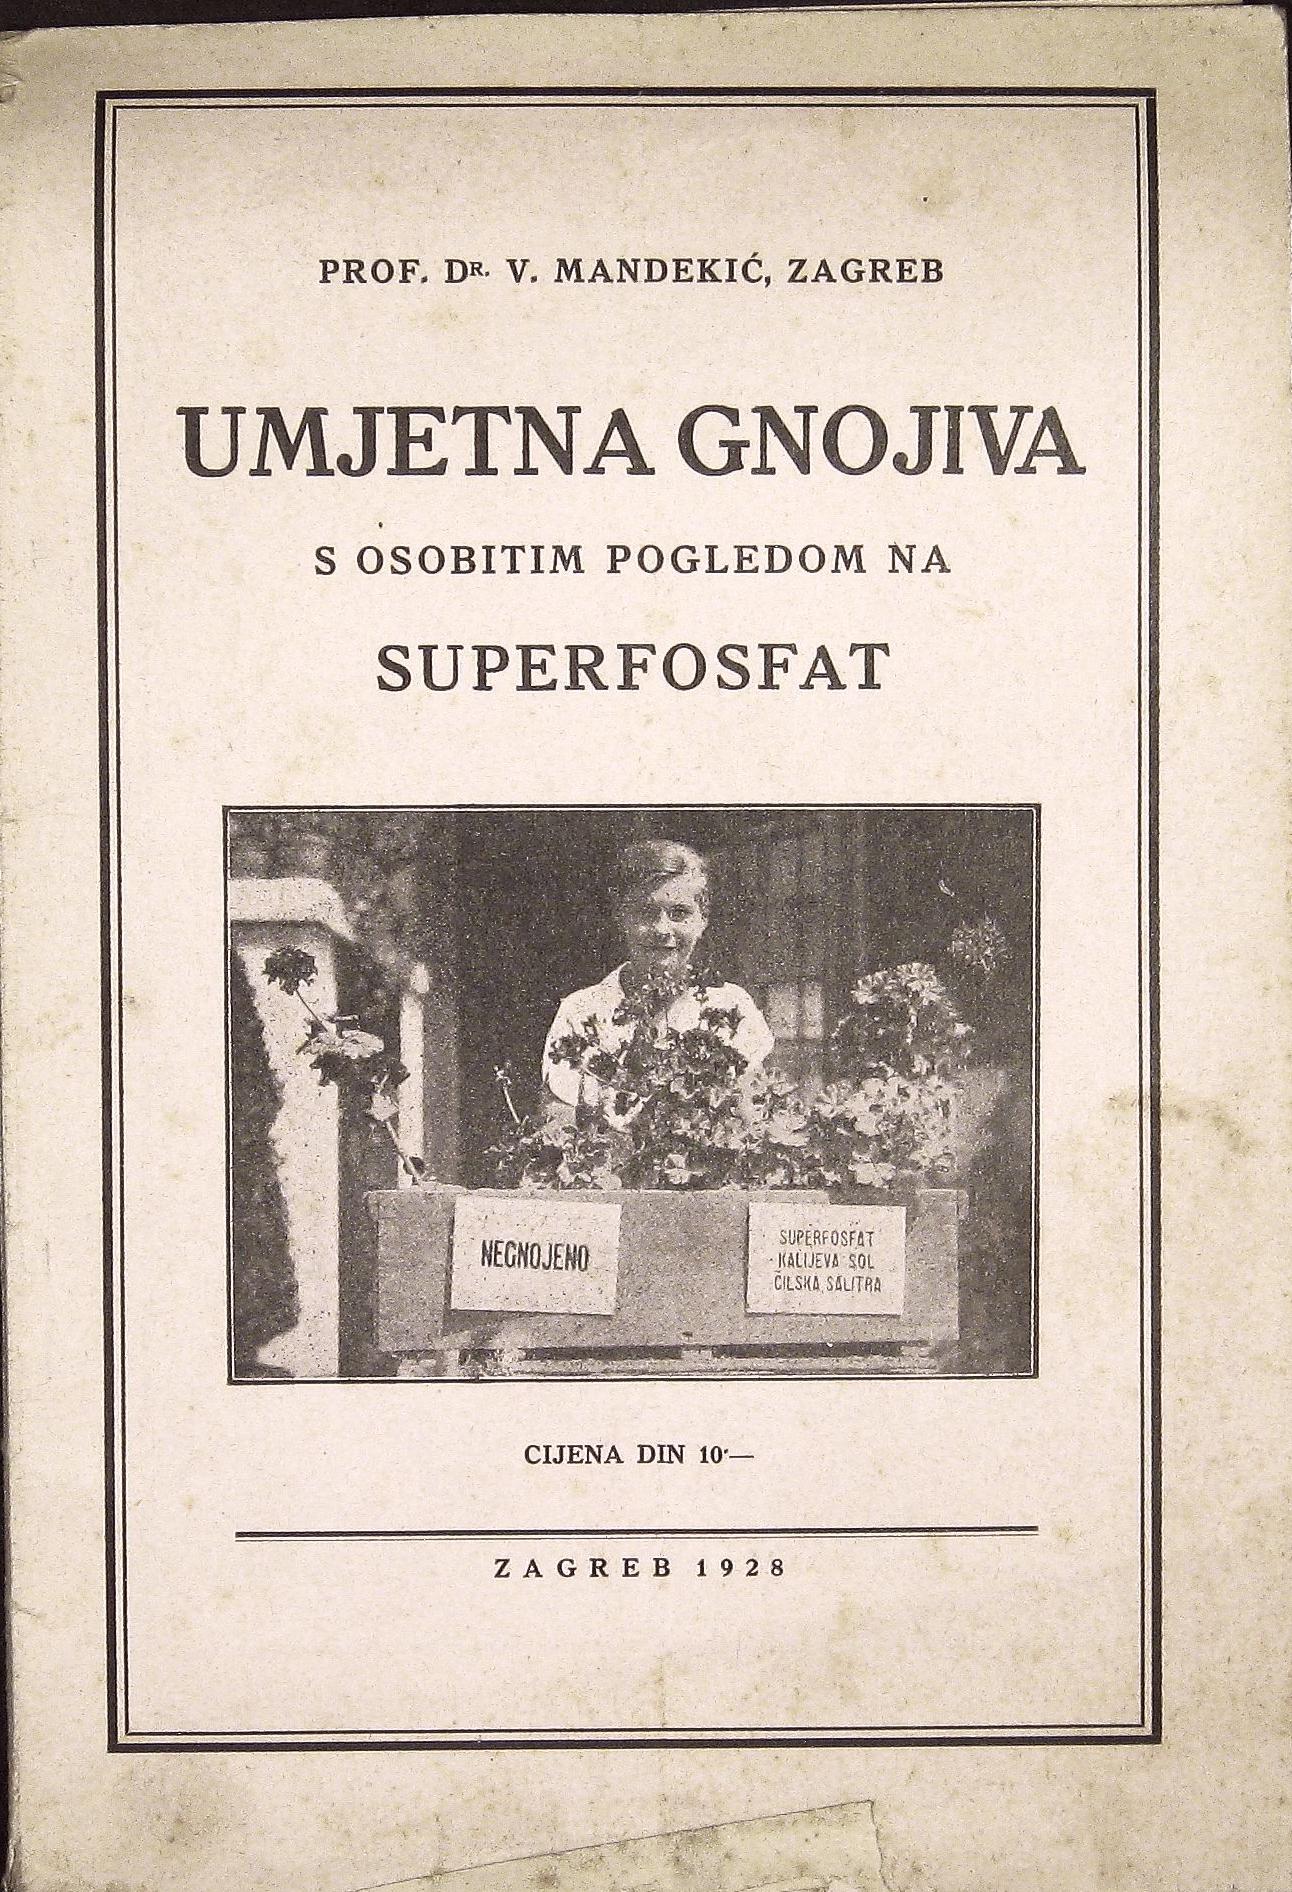 PROF. DR. V. MANDEKIĆ, ZAGREB
UMJETNA GNOJIVA
S OSOBITIM POGLEDOM NA
SUPERFOSFAT
NEGNOJENO
SUPERFOSFAT
KALIJEVA SOL
ČILSKA SALITRA
CIJENA DIN 10·—
ZAGREB 1928